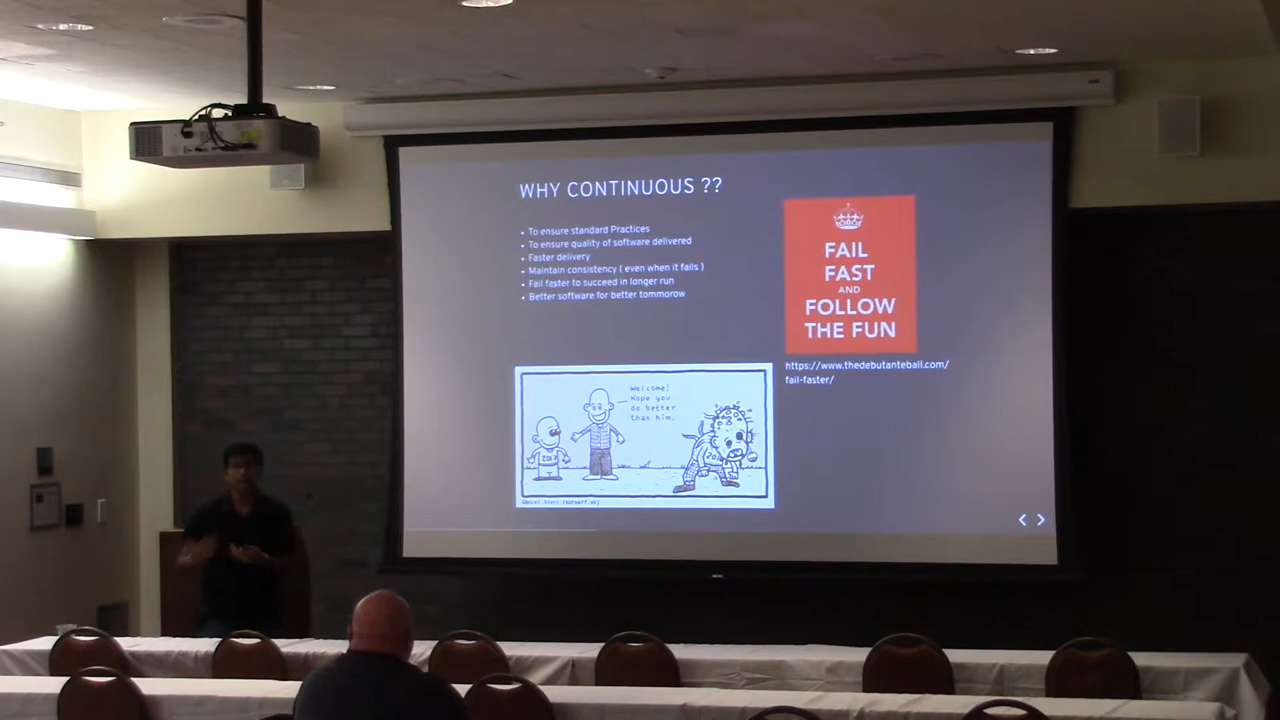 WHY CONTINUOUS ??
• To ensure standard Practices
• To ensure quality of software delivered
• Faster delivery
• Maintain consistency ( even when it fails )
• Fail faster to succeed in longer run
• Better software for better tommorow
FAIL
FAST
AND
FOLLOW
THE FUN
https://www.thedebutanteball.com/
fail-faster/
Welcome!
Hope you
do better
than him.
2017